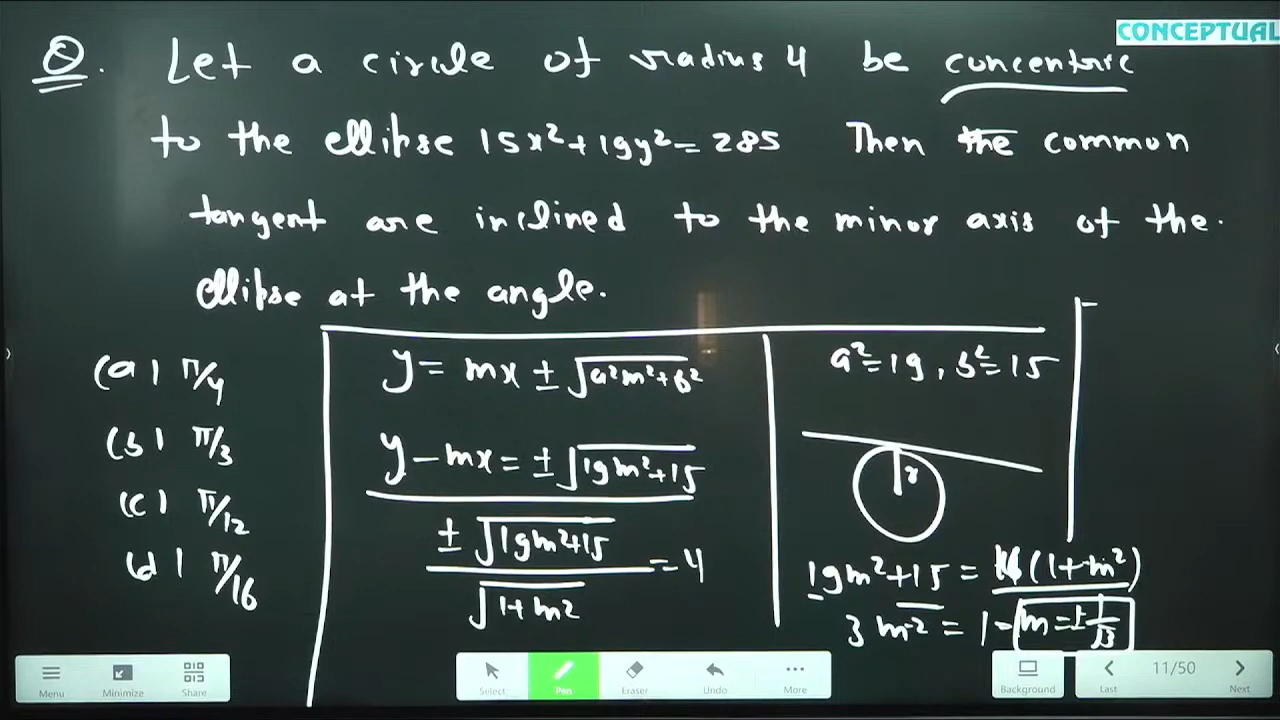 CONCEPTUAL
Q. Let a circle of radius 4 be concentric
to the ellipse 15x²+19y²=285 Then the common
tangent are inclined to the minor axis of the.
ellipse at the angle.
(a) π/4
(b) π/3
(c) π/12
(d) π/16
y = mx ± √a²m²+b²
y-mx = ± √19m²+15
± √19m²+15
=4
√1+m²
a²=19, b²=15
r
19m²+15 = 16(1+m²)
3m² = 1 = m=±1/√3
Menu Minimize Share
Select Pen Eraser Undo More
Background
Last 11/50 Next